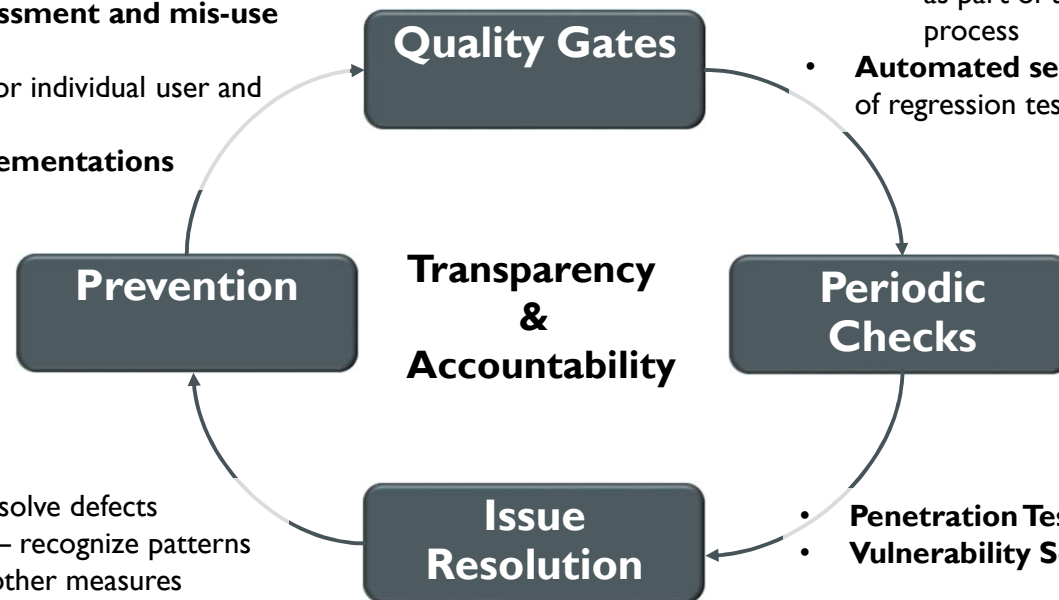 ssment and mis-use
or individual user and
ementations
Quality Gates
process
• Automated se
of regression tes
Prevention
Transparency
&
Accountability
Periodic
Checks
solve defects
– recognize patterns
other measures
Issue
Resolution
• Penetration Tes
• Vulnerability S